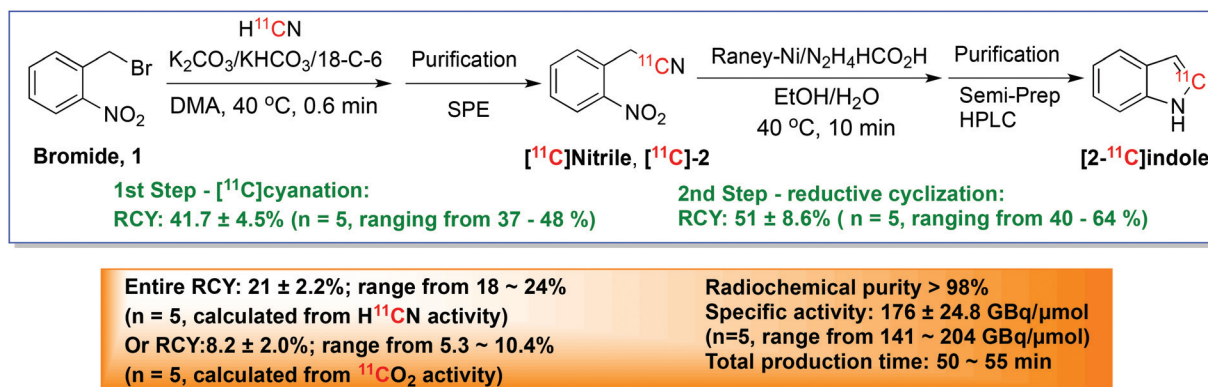 H¹¹CN
K₂CO₃/KHCO₃/18-C-6
DMA, 40 °C, 0.6 min
Br
NO₂
Bromide, 1
Purification
SPE
¹¹CN
NO₂
[¹¹C]Nitrile, [¹¹C]-2
Raney-Ni/N₂H₄HCO₂H
EtOH/H₂O
40 °C, 10 min
Purification
Semi-Prep
HPLC
¹¹C
N
H
[2-¹¹C]indole
1st Step - [¹¹C]cyanation:
RCY: 41.7 ± 4.5% (n = 5, ranging from 37 - 48 %)
2nd Step - reductive cyclization:
RCY: 51 ± 8.6% ( n = 5, ranging from 40 - 64 %)
Entire RCY: 21 ± 2.2%; range from 18 ~ 24%
(n = 5, calculated from H¹¹CN activity)
Or RCY:8.2 ± 2.0%; range from 5.3 ~ 10.4%
(n = 5, calculated from ¹¹CO₂ activity)
Radiochemical purity > 98%
Specific activity: 176 ± 24.8 GBq/μmol
(n=5, range from 141 ~ 204 GBq/μmol)
Total production time: 50 ~ 55 min